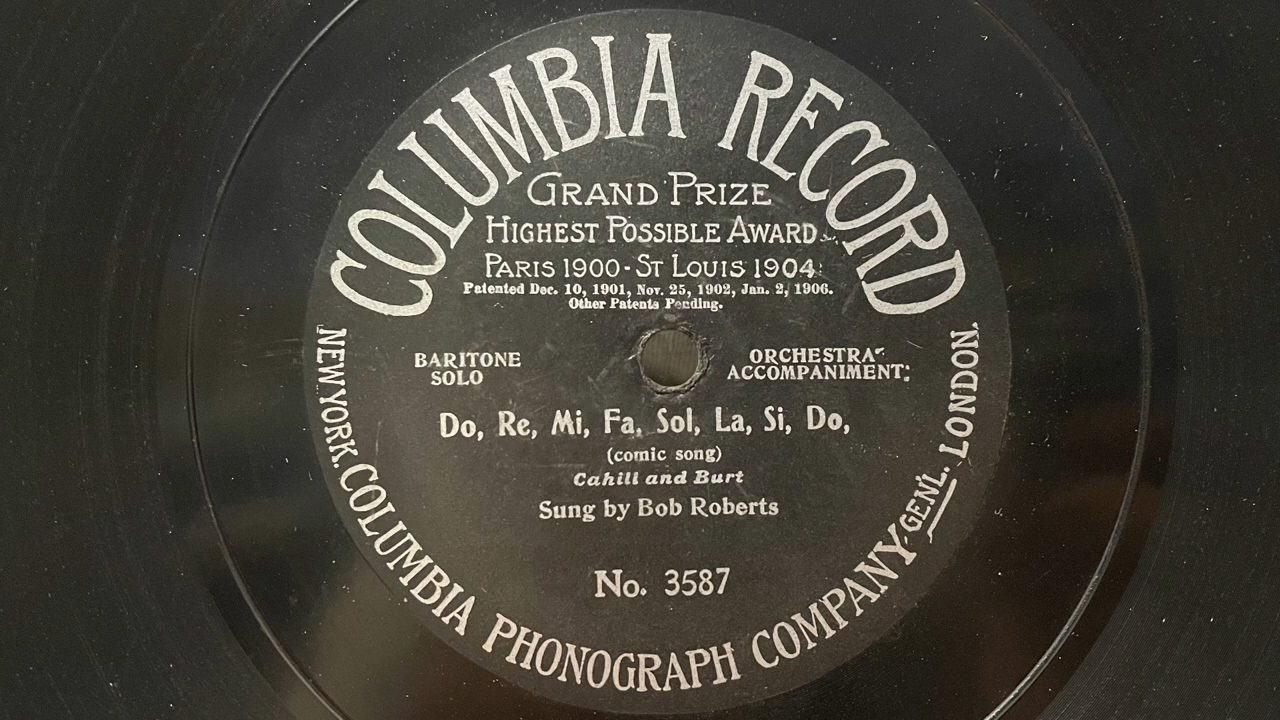 COLUMBIA RECORD
GRAND PRIZE
HIGHEST POSSIBLE AWARD
PARIS 1900-ST LOUIS 1904
Patented Dec. 10, 1901, Nov. 25, 1902, Jan. 2, 1906.
Other Patents Pending.
BARITONE
SOLO
ORCHESTRA
ACCOMPANIMENT
Do, Re, Mi, Fa, Sol, La, Si, Do,
(comic song)
Cahill and Burt
Sung by Bob Roberts
No. 3587
NEW YORK. COLUMBIA PHONOGRAPH COMPANY-GEN'L. LONDON.